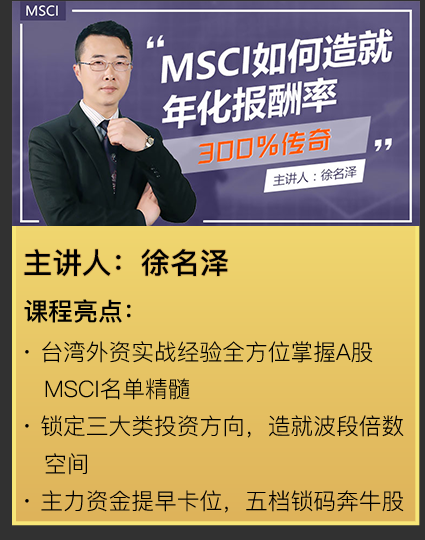 MSCI
“MSCI如何造就
年化报酬率
300%传奇”
主讲人：徐名泽
主讲人：徐名泽
课程亮点：
· 台湾外资实战经验全方位掌握A股
MSCI名单精髓
· 锁定三大类投资方向，造就波段倍数
空间
· 主力资金提早卡位，五档锁码奔牛股